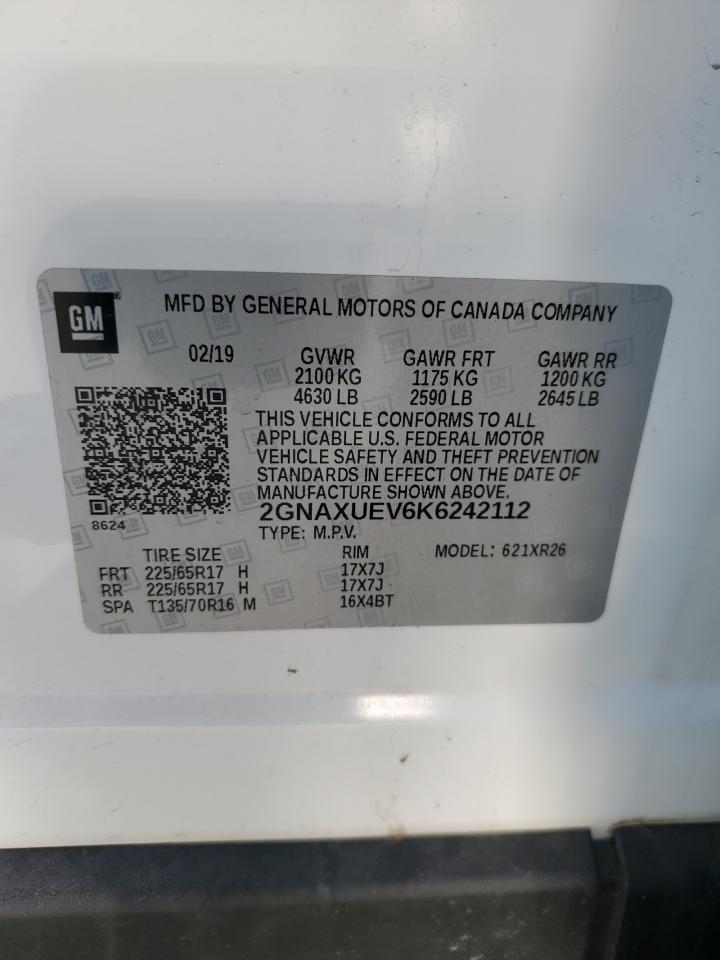 GM
MFD BY GENERAL MOTORS OF CANADA COMPANY
02/19 GVWR GAWR FRT GAWR RR
2100 KG 1175 KG 1200 KG
4630 LB 2590 LB 2645 LB
THIS VEHICLE CONFORMS TO ALL
APPLICABLE U.S. FEDERAL MOTOR
VEHICLE SAFETY AND THEFT PREVENTION
STANDARDS IN EFFECT ON THE DATE OF
MANUFACTURE SHOWN ABOVE.
8624
2GNAXUEV6K6242112
TYPE: M.P.V. MODEL: 621XR26
TIRE SIZE RIM
FRT 225/65R17 H 17X7J
RR 225/65R17 H 17X7J
SPA T135/70R16 M 16X4BT